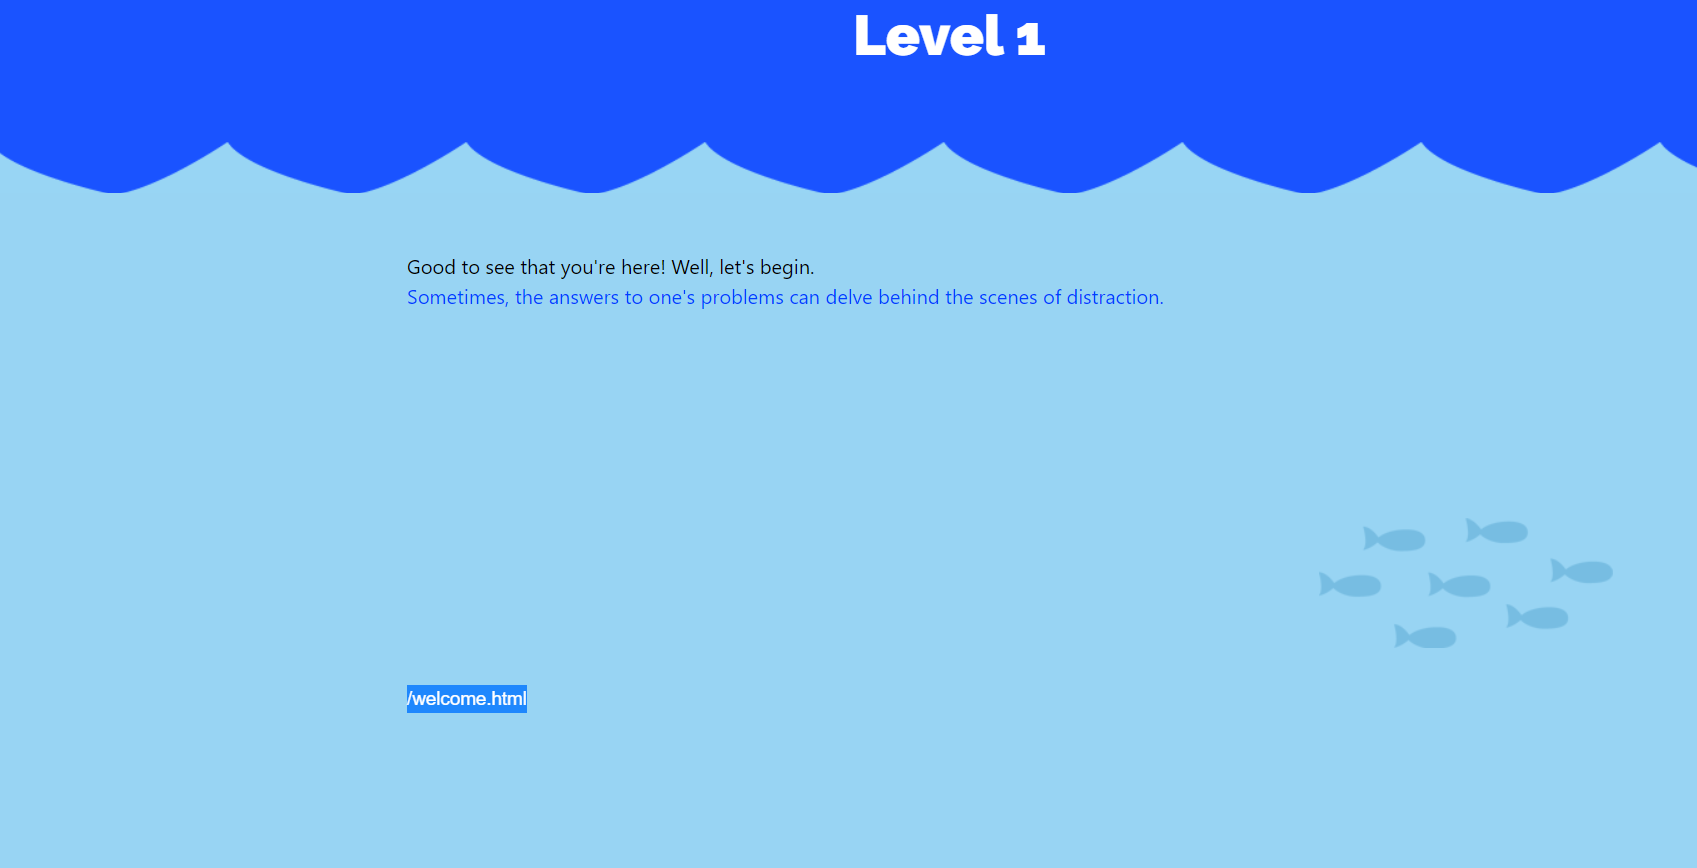 Level 1
Good to see that you're here! Well, let's begin.
Sometimes, the answers to one's problems can delve behind the scenes of distraction.
/welcome.html